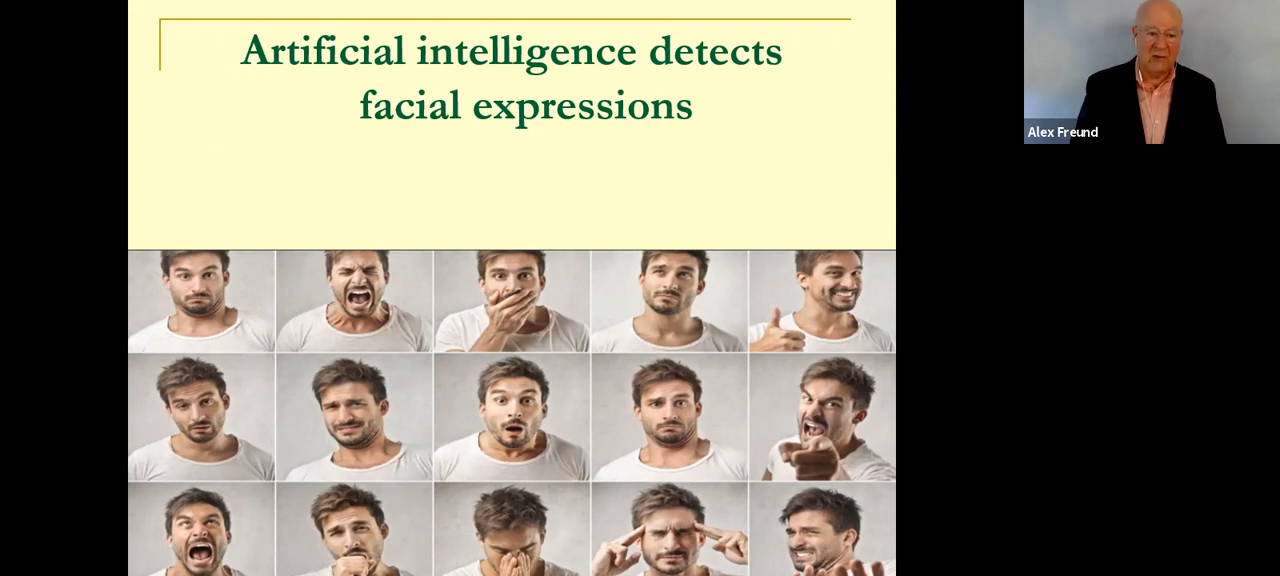 Artificial intelligence detects
facial expressions
Alex Freund